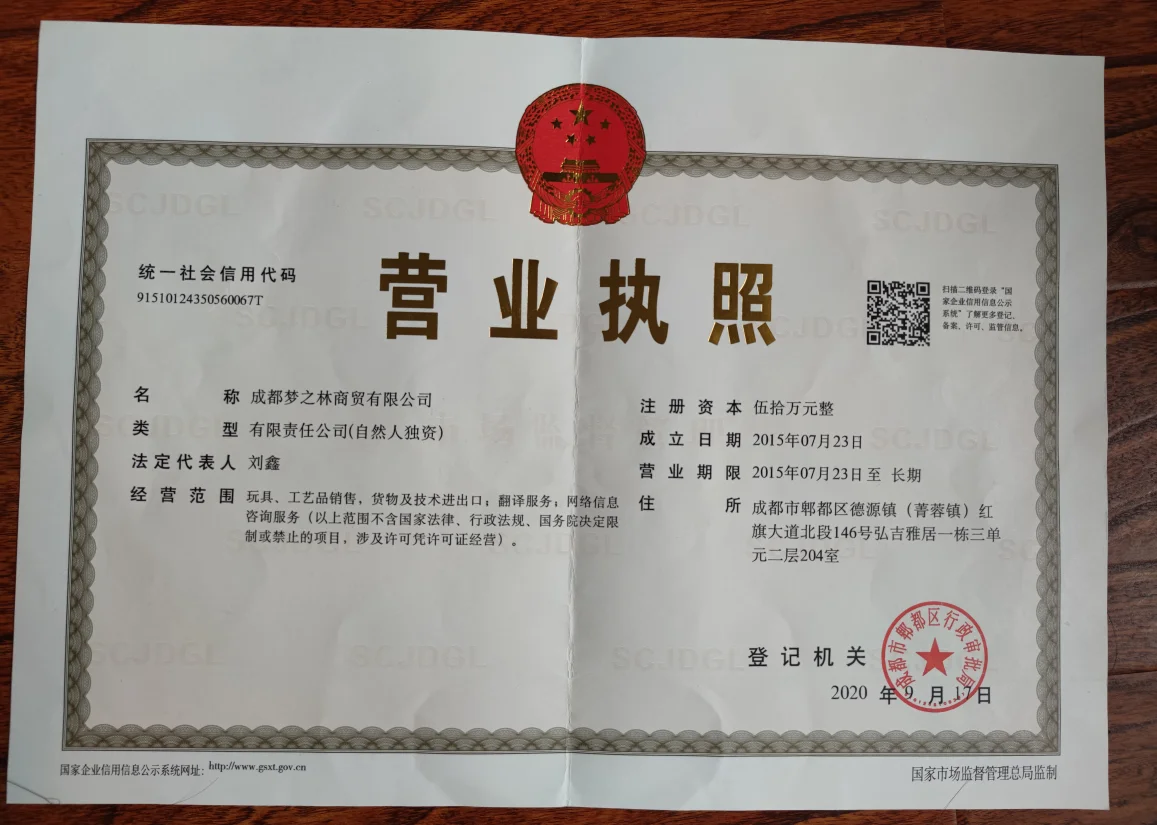 统一社会信用代码
91510124350560067T
营业执照
扫描二维码登录“国
家企业信用信息公示
系统”了解更多登记、
备案、许可、监管信息。
名称 成都梦之林商贸有限公司
类型 有限责任公司(自然人独资)
法定代表人 刘鑫
经营范围 玩具、工艺品销售，货物及技术进出口；翻译服务；网络信息
咨询服务（以上范围不含国家法律、行政法规、国务院决定限
制或禁止的项目，涉及许可凭许可证经营）。
注册资本 伍拾万元整
成立日期 2015年07月23日
营业期限 2015年07月23日至 长期
住所 成都市郫都区德源镇（菁蓉镇）红
旗大道北段146号弘吉雅居一栋三单
元二层204室
登记机关
成都市郫都区行政审批局
2020 年 9 月 17日
国家企业信用信息公示系统网址：http://www.gsxt.gov.cn
国家市场监督管理总局监制